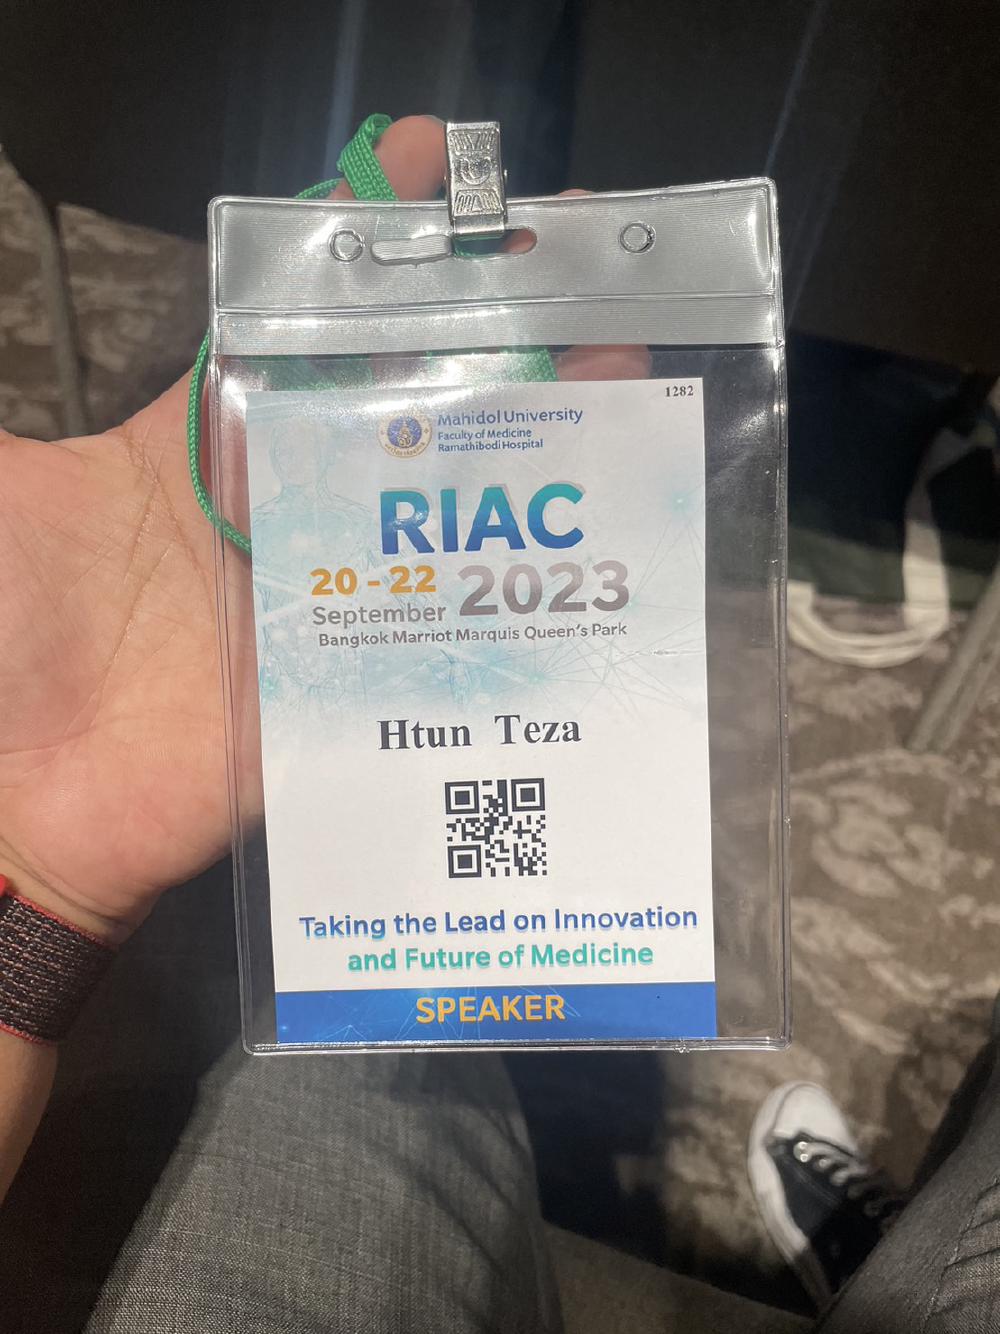 1282
Mahidol University
Faculty of Medicine
Ramathibodi Hospital
RIAC
20 - 22
September 2023
Bangkok Marriot Marquis Queen's Park
Htun Teza
Taking the Lead on Innovation
and Future of Medicine
SPEAKER